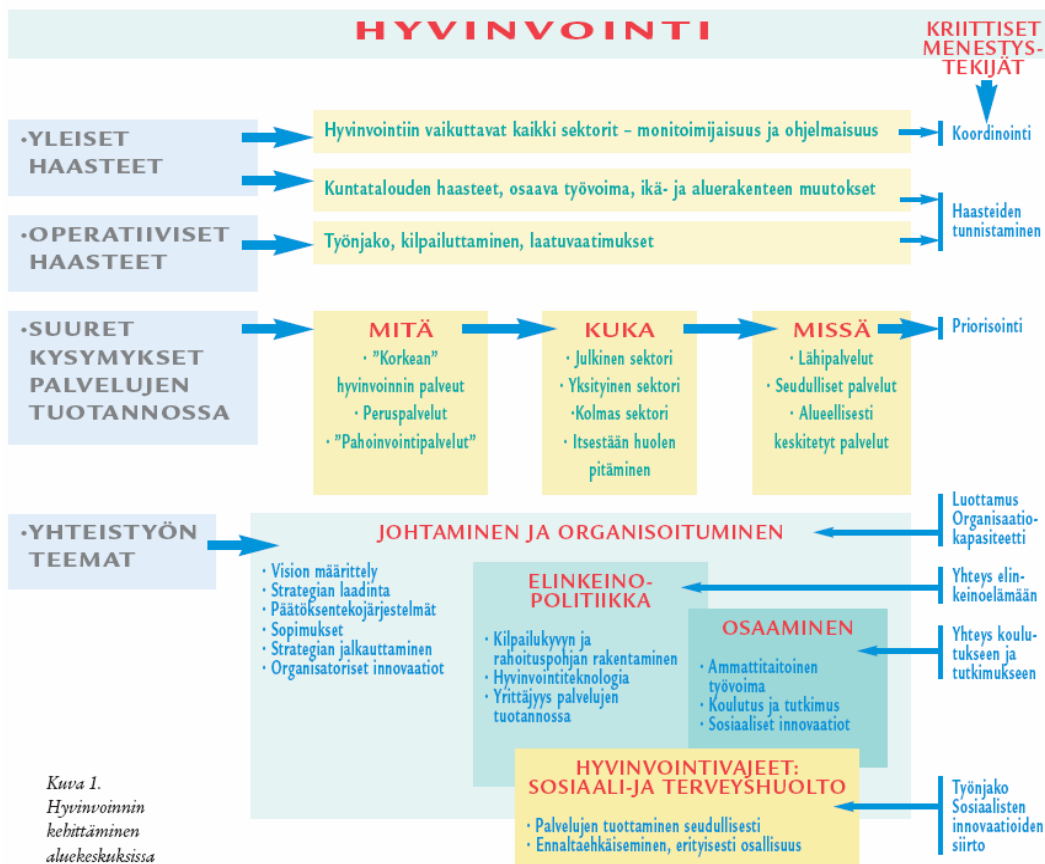 HYVINVOINTI
KRIITTISET
MENESTYS-
TEKIJÄT
•YLEISET
HAASTEET
Hyvinvointiin vaikuttavat kaikki sektorit – monitoimijaisuus ja ohjelmaisuus
Koordinointi
Kuntatalouden haasteet, osaava työvoima, ikä- ja aluerakenteen muutokset
Haasteiden
tunnistaminen
•OPERATIIVISET
HAASTEET
Työnjako, kilpailuttaminen, laatuvaatimukset
•SUURET
KYSYMYKSET
PALVELUJEN
TUOTANNOSSA
MITÄ
• ”Korkean”
hyvinvoinnin palveut
• Peruspalvelut
• ”Pahoinvointipalvelut”
KUKA
• Julkinen sektori
• Yksityinen sektori
•Kolmas sektori
• Itsestään huolen
pitäminen
MISSÄ
• Lähipalvelut
• Seudulliset palvelut
• Alueellisesti
keskitetyt palvelut
Priorisointi
•YHTEISTYÖN
TEEMAT
JOHTAMINEN JA ORGANISOITUMINEN
• Vision määrittely
• Strategian laadinta
• Päätöksentekojärjestelmät
• Sopimukset
• Strategian jalkauttaminen
• Organisatoriset innovaatiot
Luottamus
Organisaatio-
kapasiteetti
ELINKEINO-
POLITIIKKA
• Kilpailukyvyn ja
rahoituspohjan rakentaminen
• Hyvinvointiteknologia
• Yrittäjyys palvelujen
tuotannossa
Yhteys elin-
keinoelämään
OSAAMINEN
• Ammattitaitoinen
työvoima
• Koulutus ja tutkimus
• Sosiaaliset innovaatiot
Yhteys koulu-
tukseen ja
tutkimukseen
HYVINVOINTIVAJEET:
SOSIAALI-JA TERVEYSHUOLTO
• Palvelujen tuottaminen seudullisesti
• Ennaltaehkäiseminen, erityisesti osallisuus
Työnjako
Sosiaalisten
innovaatioiden
siirto
Kuva 1.
Hyvinvoinnin
kehittäminen
aluekeskuksissa